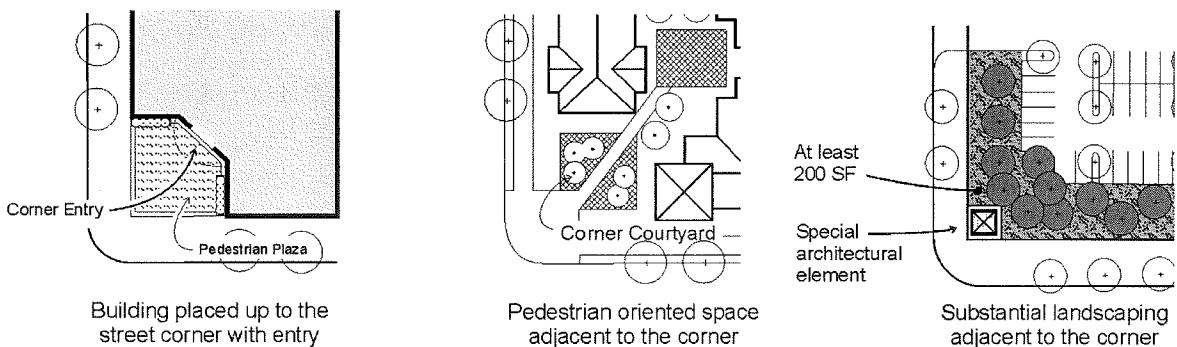 Corner Entry
Pedestrian Plaza
Building placed up to the
street corner with entry
Corner Courtyard
Pedestrian oriented space
adjacent to the corner
At least
200 SF
Special
architectural
element
Substantial landscaping
adjacent to the corner